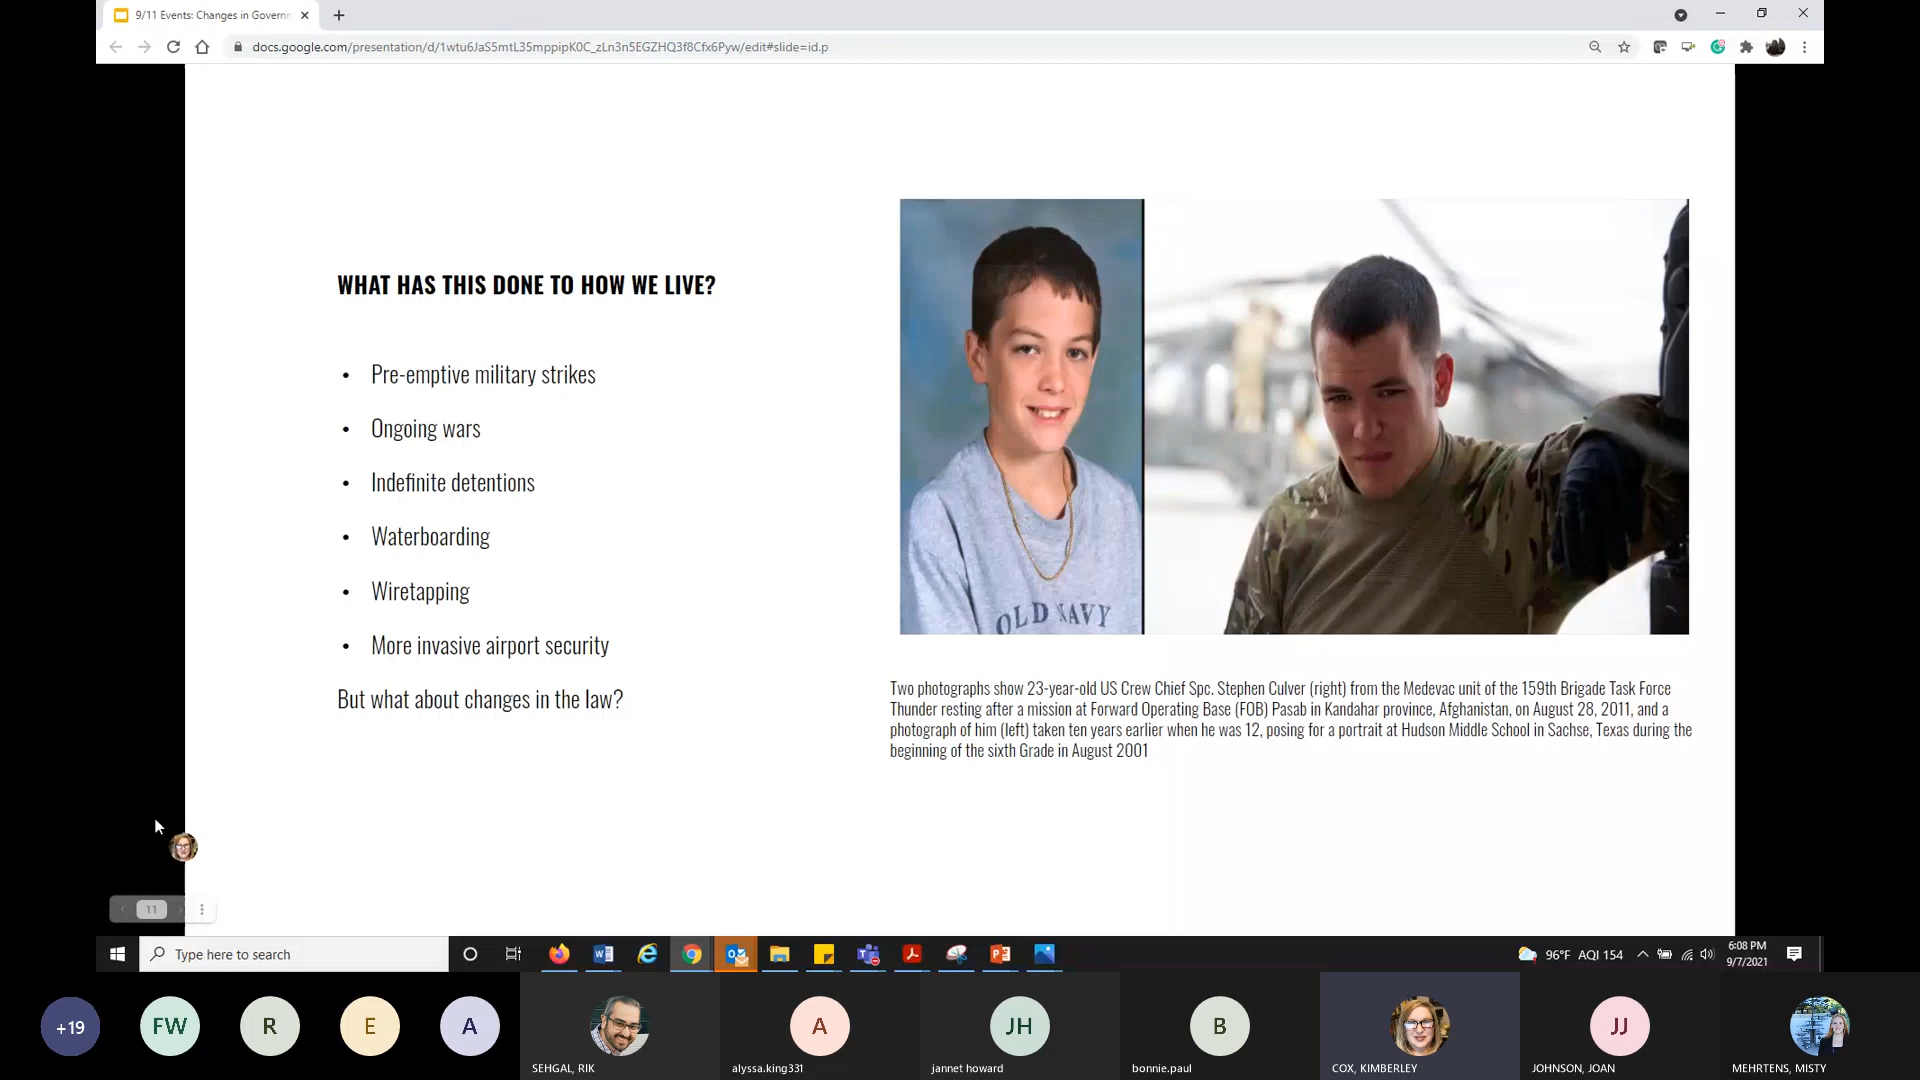 9/11 Events: Changes in Governm
docs.google.com/presentation/d/1wtu6JaS5mtL35mppipK0C_zLn3n5EGZHQ3f8Cfx6Pyw/edit#slide=id.p
WHAT HAS THIS DONE TO HOW WE LIVE?
• Pre-emptive military strikes
• Ongoing wars
• Indefinite detentions
• Waterboarding
• Wiretapping
• More invasive airport security
But what about changes in the law?
OLD NAVY
Two photographs show 23-year-old US Crew Chief Spc. Stephen Culver (right) from the Medevac unit of the 159th Brigade Task Force
Thunder resting after a mission at Forward Operating Base (FOB) Pasab in Kandahar province, Afghanistan, on August 28, 2011, and a
photograph of him (left) taken ten years earlier when he was 12, posing for a portrait at Hudson Middle School in Sachse, Texas during the
beginning of the sixth Grade in August 2001
11
Type here to search
96°F AQI 154
6:08 PM
9/7/2021
+19
FW
R
E
A
A
JH
B
JJ
SEHGAL, RIK
alyssa.king331
jannet howard
bonnie.paul
COX, KIMBERLEY
JOHNSON, JOAN
MEHRTENS, MISTY